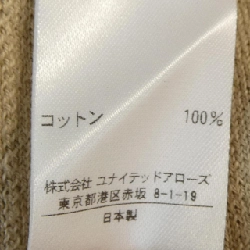 コットン 100%
株式会社 ユナイテッドアローズ
東京都港区赤坂 8-1-19
日本製